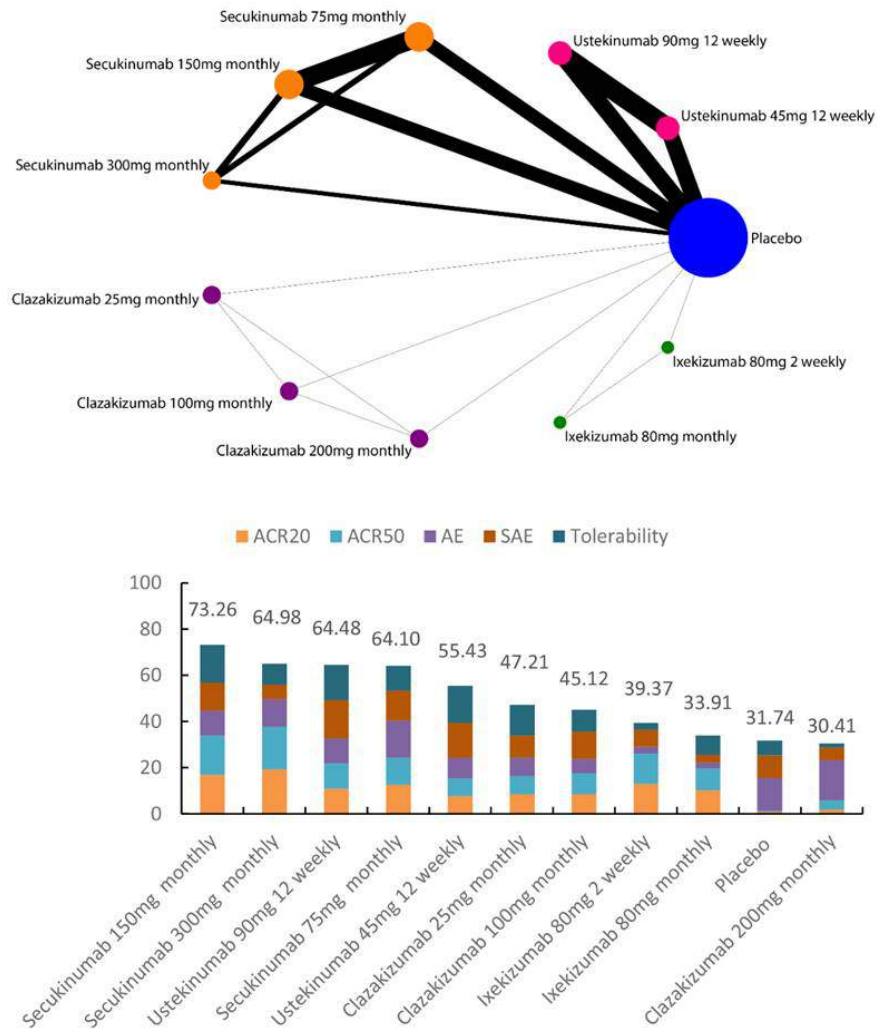 Secukinumab 75mg monthly
Ustekinumab 90mg 12 weekly
Secukinumab 150mg monthly
Ustekinumab 45mg 12 weekly
Secukinumab 300mg monthly
Placebo
Clazakizumab 25mg monthly
Ixekizumab 80mg 2 weekly
Clazakizumab 100mg monthly
Ixekizumab 80mg monthly
Clazakizumab 200mg monthly
ACR20 ACR50 AE SAE Tolerability
100
80
60
40
20
0
73.26
64.98
64.48
64.10
55.43
47.21
45.12
39.37
33.91
31.74
30.41
Secukinumab 150mg monthly
Secukinumab 300mg monthly
Ustekinumab 90mg 12 weekly
Secukinumab 75mg monthly
Ustekinumab 45mg 12 weekly
Clazakizumab 25mg monthly
Clazakizumab 100mg monthly
Ixekizumab 80mg 2 weekly
Ixekizumab 80mg monthly
Placebo
Clazakizumab 200mg monthly